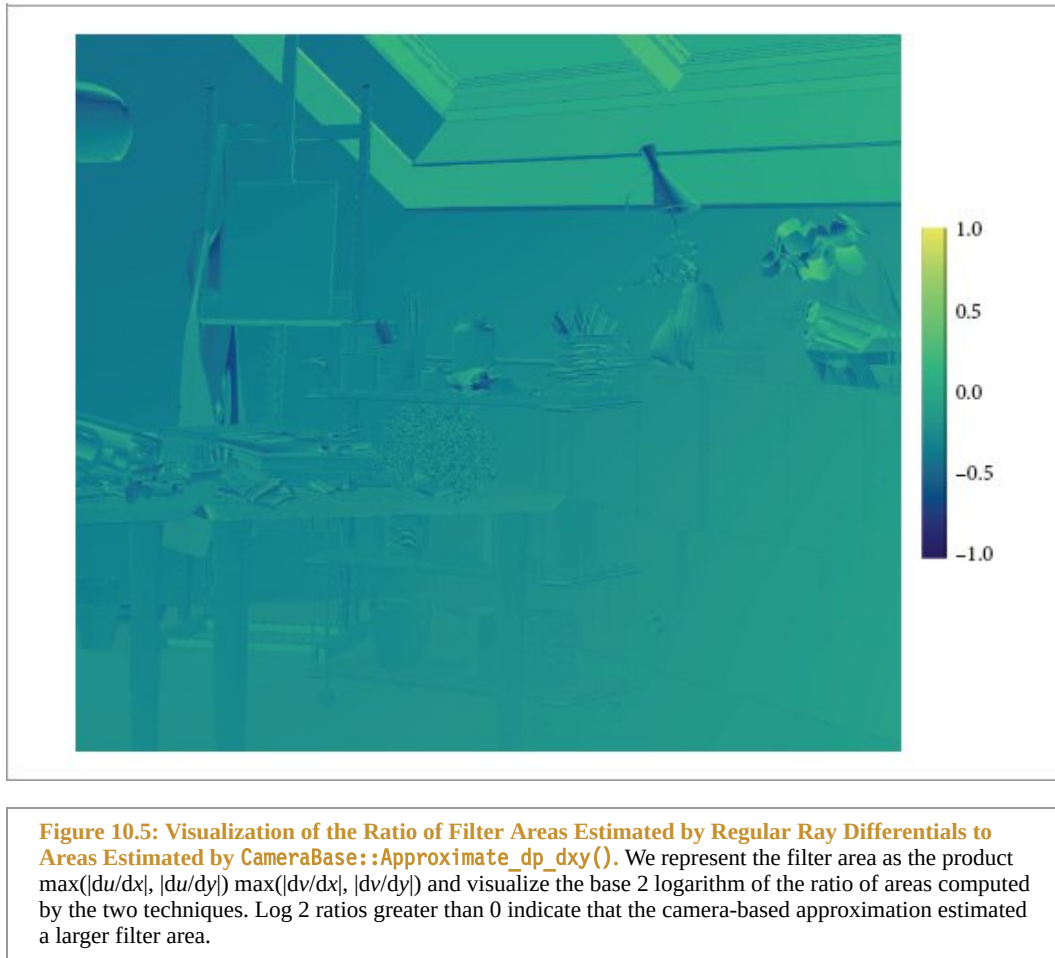 1.0
0.5
0.0
−0.5
−1.0
Figure 10.5: Visualization of the Ratio of Filter Areas Estimated by Regular Ray Differentials to
Areas Estimated by CameraBase::Approximate_dp_dxy(). We represent the filter area as the product
max(|du/dx|, |du/dy|) max(|dv/dx|, |dv/dy|) and visualize the base 2 logarithm of the ratio of areas computed
by the two techniques. Log 2 ratios greater than 0 indicate that the camera-based approximation estimated
a larger filter area.